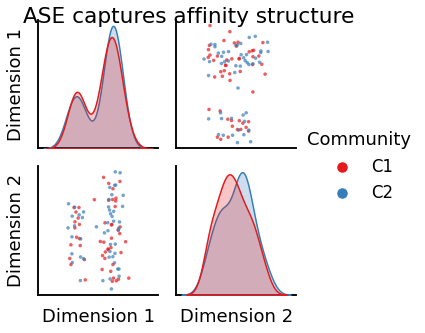 ASE captures affinity structure
Dimension 1
Community
C1
C2
Dimension 2
Dimension 1
Dimension 2